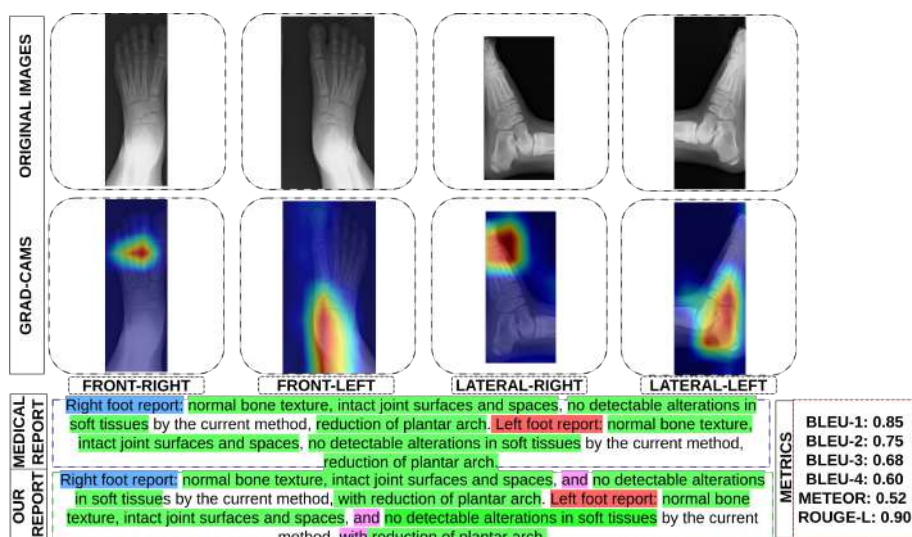 ORIGINAL IMAGES
GRAD-CAMS
FRONT-RIGHT
FRONT-LEFT
LATERAL-RIGHT
LATERAL-LEFT
MEDICAL
REPORT
Right foot report: normal bone texture, intact joint surfaces and spaces, no detectable alterations in
soft tissues by the current method, reduction of plantar arch. Left foot report: normal bone texture,
intact joint surfaces and spaces, no detectable alterations in soft tissues by the current method,
reduction of plantar arch.
OUR
REPORT
Right foot report: normal bone texture, intact joint surfaces and spaces, and no detectable alterations
in soft tissues by the current method, with reduction of plantar arch. Left foot report: normal bone
texture, intact joint surfaces and spaces, and no detectable alterations in soft tissues by the current
method, with reduction of plantar arch.
METRICS
BLEU-1: 0.85
BLEU-2: 0.75
BLEU-3: 0.68
BLEU-4: 0.60
METEOR: 0.52
ROUGE-L: 0.90